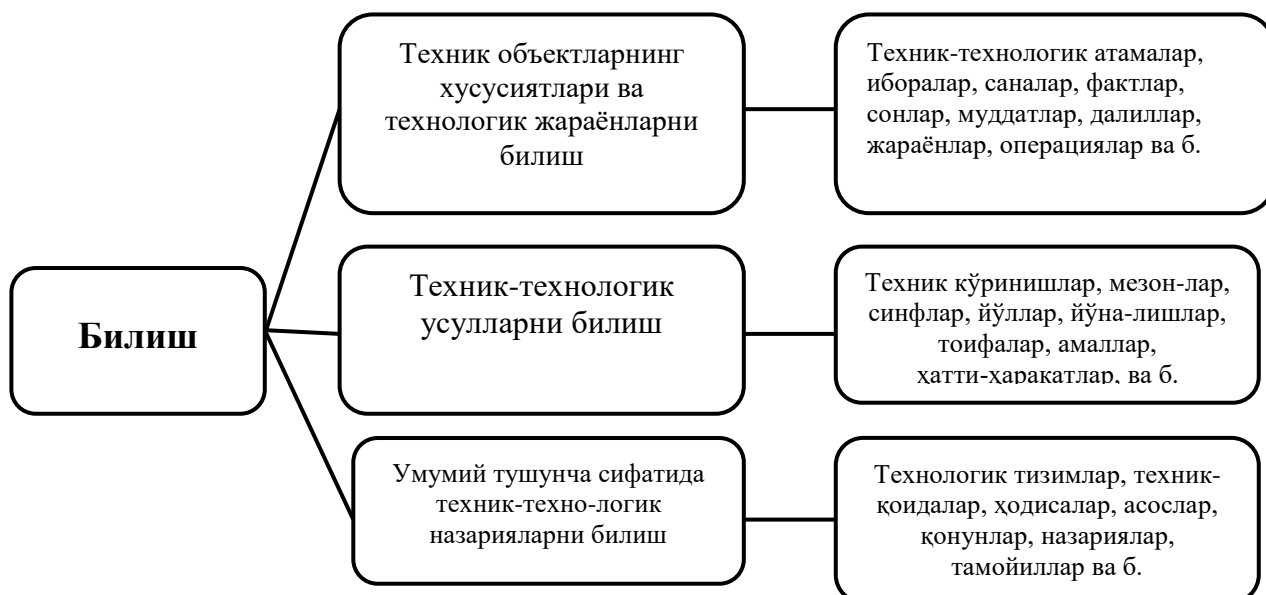 Билиш
Техник объектларнинг
хусусиятлари ва
технологик жараёнларни
билиш
Техник-технологик атамалар,
иборалар, саналар, фактлар,
сонлар, муддатлар, далиллар,
жараёнлар, операциялар ва б.
Техник-технологик
усулларни билиш
Техник кўринишлар, мезон-лар,
синфлар, йўллар, йўна-лишлар,
тоифалар, амаллар,
ҳатти-ҳаракатлар, ва б.
Умумий тушунча сифатида
техник-техно-логик
назарияларни билиш
Технологик тизимлар, техник-
қоидалар, ҳодисалар, асослар,
қонунлар, назариялар,
тамойиллар ва б.